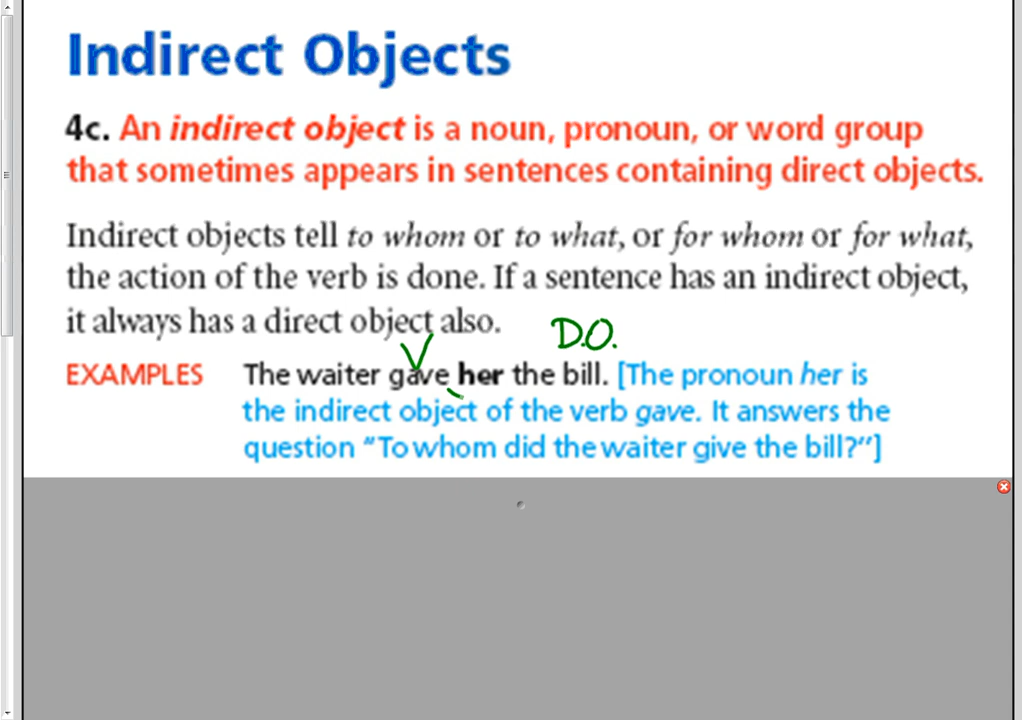 Indirect Objects
4c. An indirect object is a noun, pronoun, or word group
that sometimes appears in sentences containing direct objects.
Indirect objects tell to whom or to what, or for whom or for what,
the action of the verb is done. If a sentence has an indirect object,
it always has a direct object also.
V D.O.
EXAMPLES The waiter gave her the bill. [The pronoun her is
the indirect object of the verb gave. It answers the
question “To whom did the waiter give the bill?”]